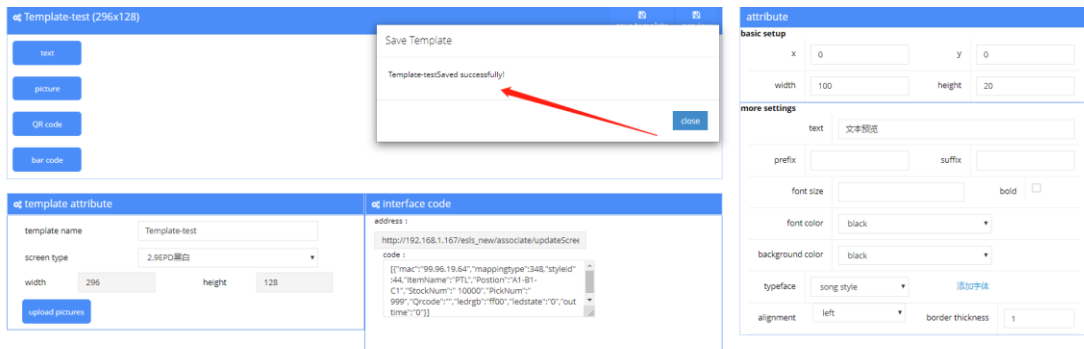 Template-test (296x128)
text
picture
QR code
bar code
Save Template
Template-testSaved successfully!
close
template attribute
template name
Template-test
screen type
2.9EPD黑白
width
296
height
128
upload pictures
interface code
address :
http://192.168.1.167/esls_new/associate/updateScree
code :
[{"mac":"99.96.19.64","mappingtype":348,"styleid"
:44,"ItemName":"PTL","Postion":"A1-B1-
C1","StockNum":" 10000","PickNum":"
999","Qrcode":"","ledrgb":"ff00","ledstate":"0","out
time":"0"}]
attribute
basic setup
x
0
y
0
width
100
height
20
more settings
text
文本预览
prefix
suffix
font size
bold
font color
black
background color
black
typeface
song style
添加字体
alignment
left
border thickness
1